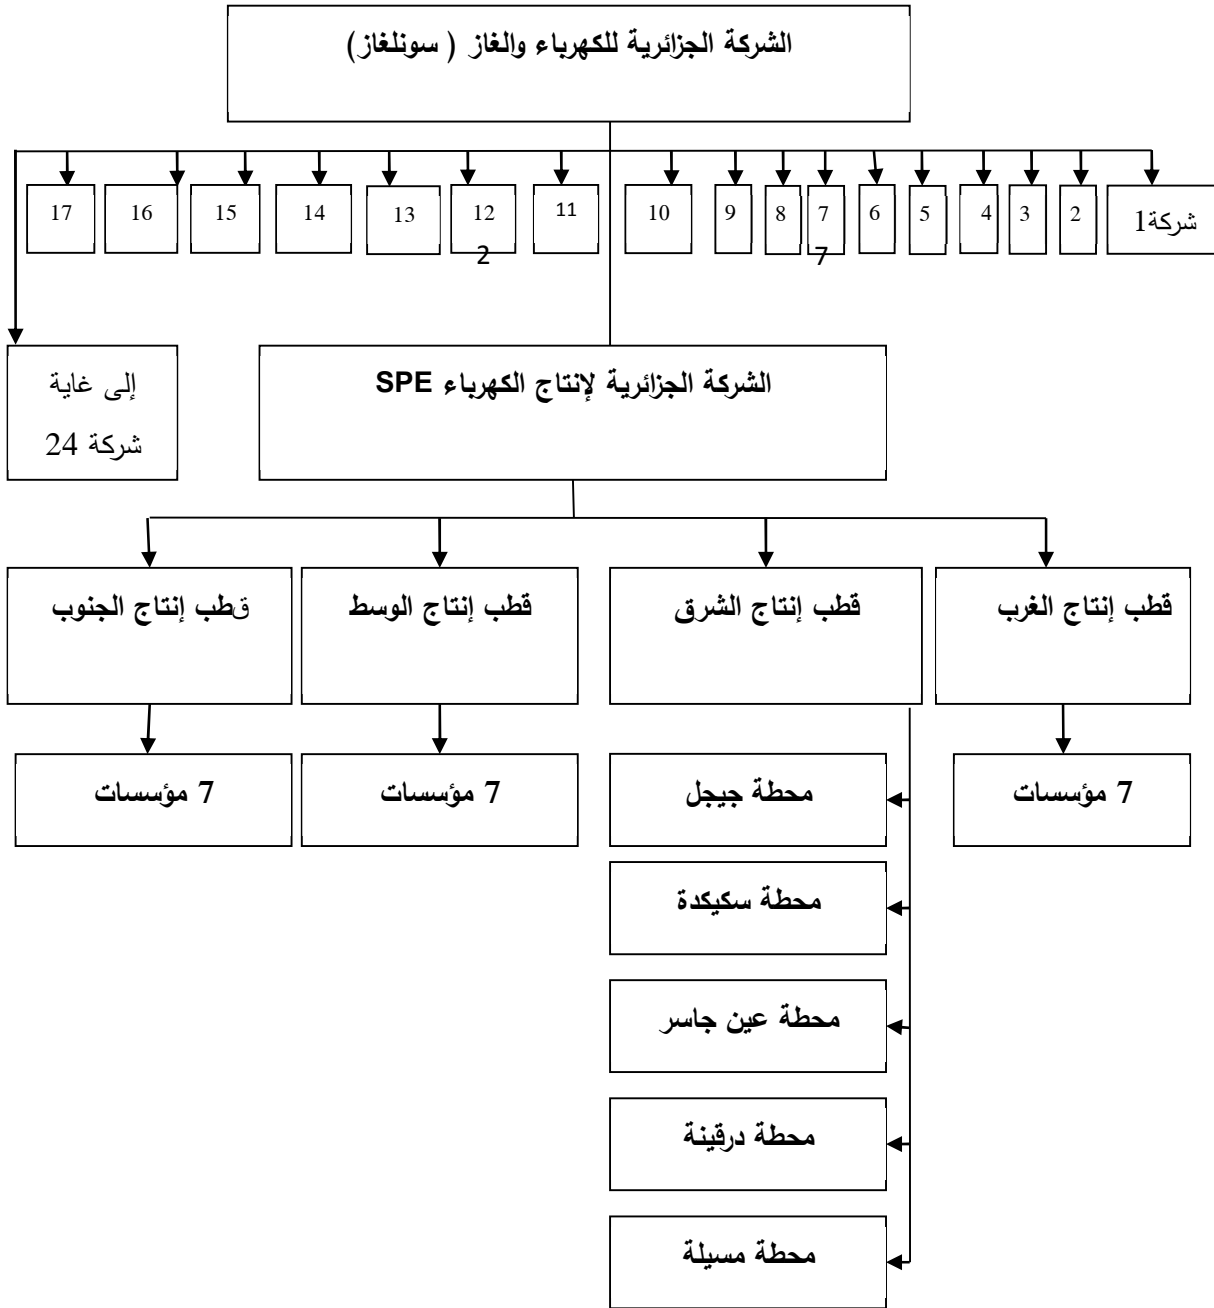 الشركة الجزائرية للكهرباء والغاز ( سونلغاز)
شركة1
2
3
4
5
6
7
7
8
9
10
11
12
2
13
14
15
16
17
الشركة الجزائرية لإنتاج الكهرباء SPE
إلى غاية
شركة 24
قطب إنتاج الغرب
قطب إنتاج الشرق
قطب إنتاج الوسط
قطب إنتاج الجنوب
7 مؤسسات
محطة جيجل
7 مؤسسات
7 مؤسسات
محطة سكيكدة
محطة عين جاسر
محطة درقينة
محطة مسيلة